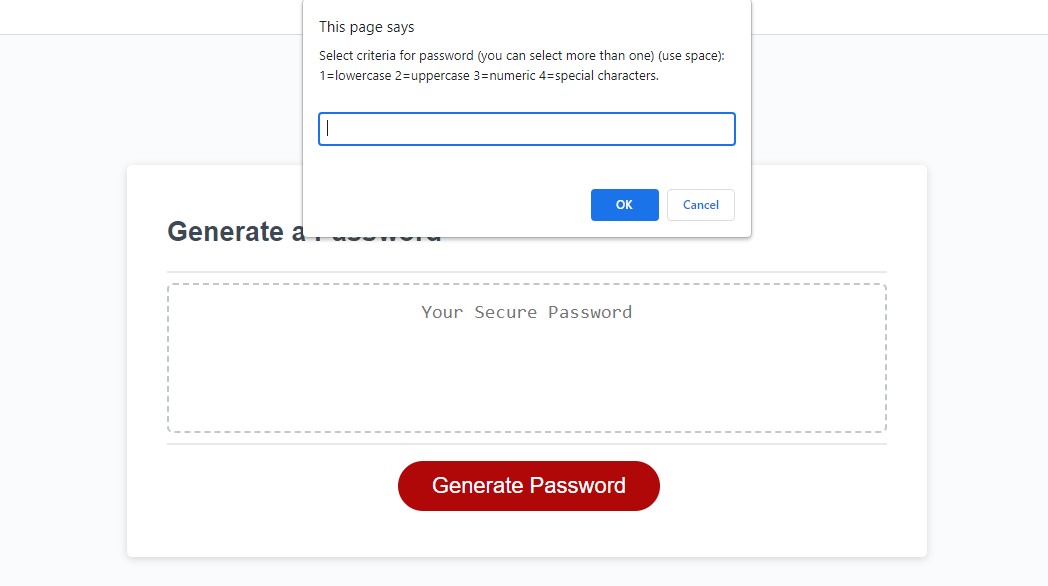 This page says
Select criteria for password (you can select more than one) (use space):
1=lowercase 2=uppercase 3=numeric 4=special characters.
OK
Cancel
Generate a Password
Your Secure Password
Generate Password